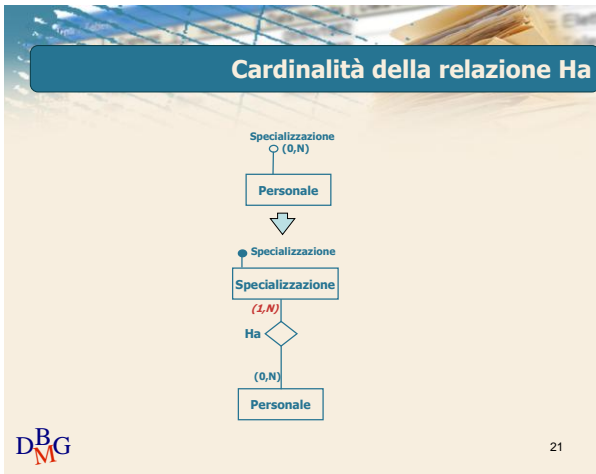 Cardinalità della relazione Ha
Specializzazione
(0,N)
Personale
Specializzazione
Specializzazione
(1,N)
Ha
(0,N)
Personale
DBMG
21